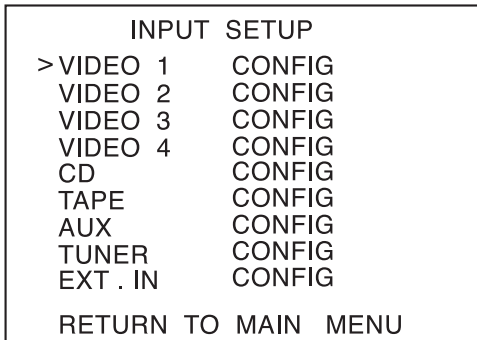 INPUT SETUP
>VIDEO 1 CONFIG
VIDEO 2 CONFIG
VIDEO 3 CONFIG
VIDEO 4 CONFIG
CD CONFIG
TAPE CONFIG
AUX CONFIG
TUNER CONFIG
EXT . IN CONFIG
RETURN TO MAIN MENU